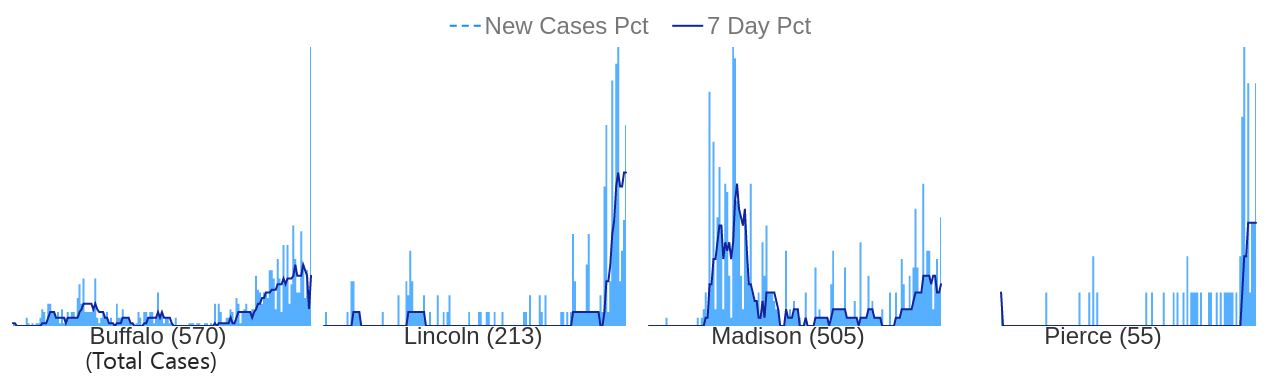 New Cases Pct 7 Day Pct
Buffalo (570) Lincoln (213) Madison (505) Pierce (55)
(Total Cases)